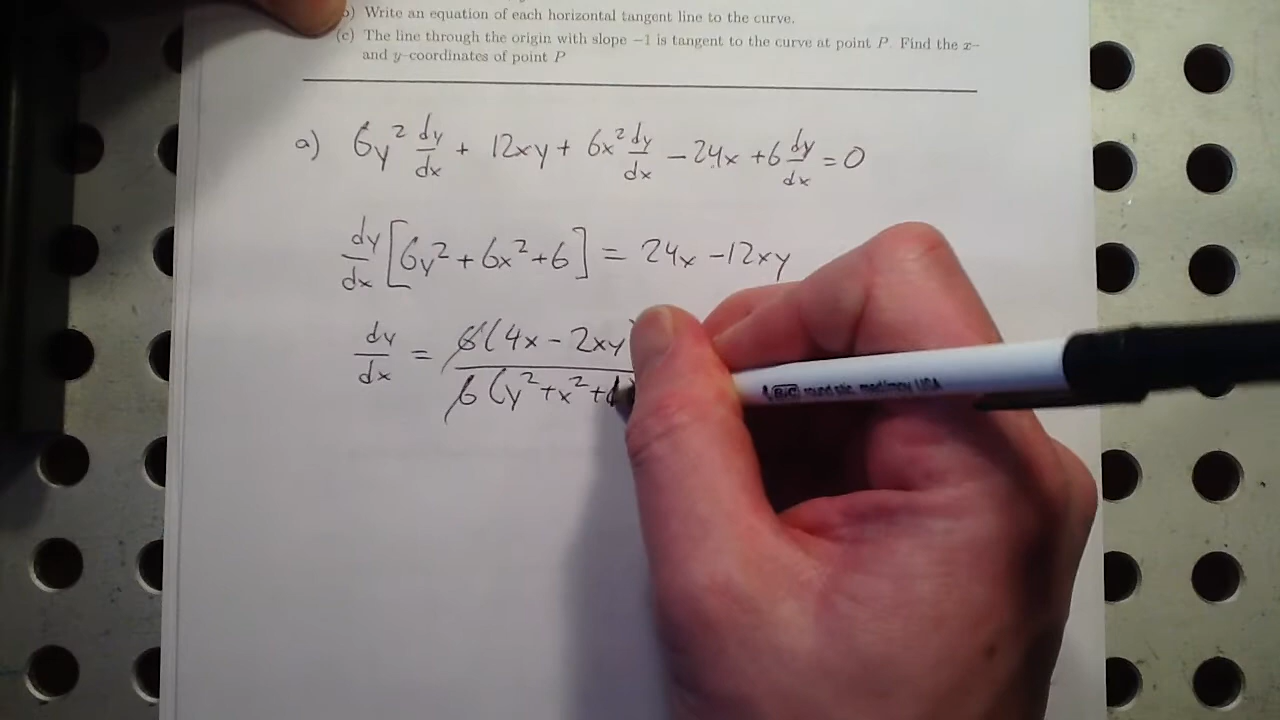 b) Write an equation of each horizontal tangent line to the curve.
(c) The line through the origin with slope −1 is tangent to the curve at point P. Find the x–
and y–coordinates of point P
a) 6y² dy/dx + 12xy + 6x² dy/dx − 24x + 6 dy/dx = 0
dy/dx [6y² + 6x² + 6] = 24x − 12xy
dy/dx = 6(4x − 2xy) / 6(y² + x² + 1)
BIC round stic med/moy USA